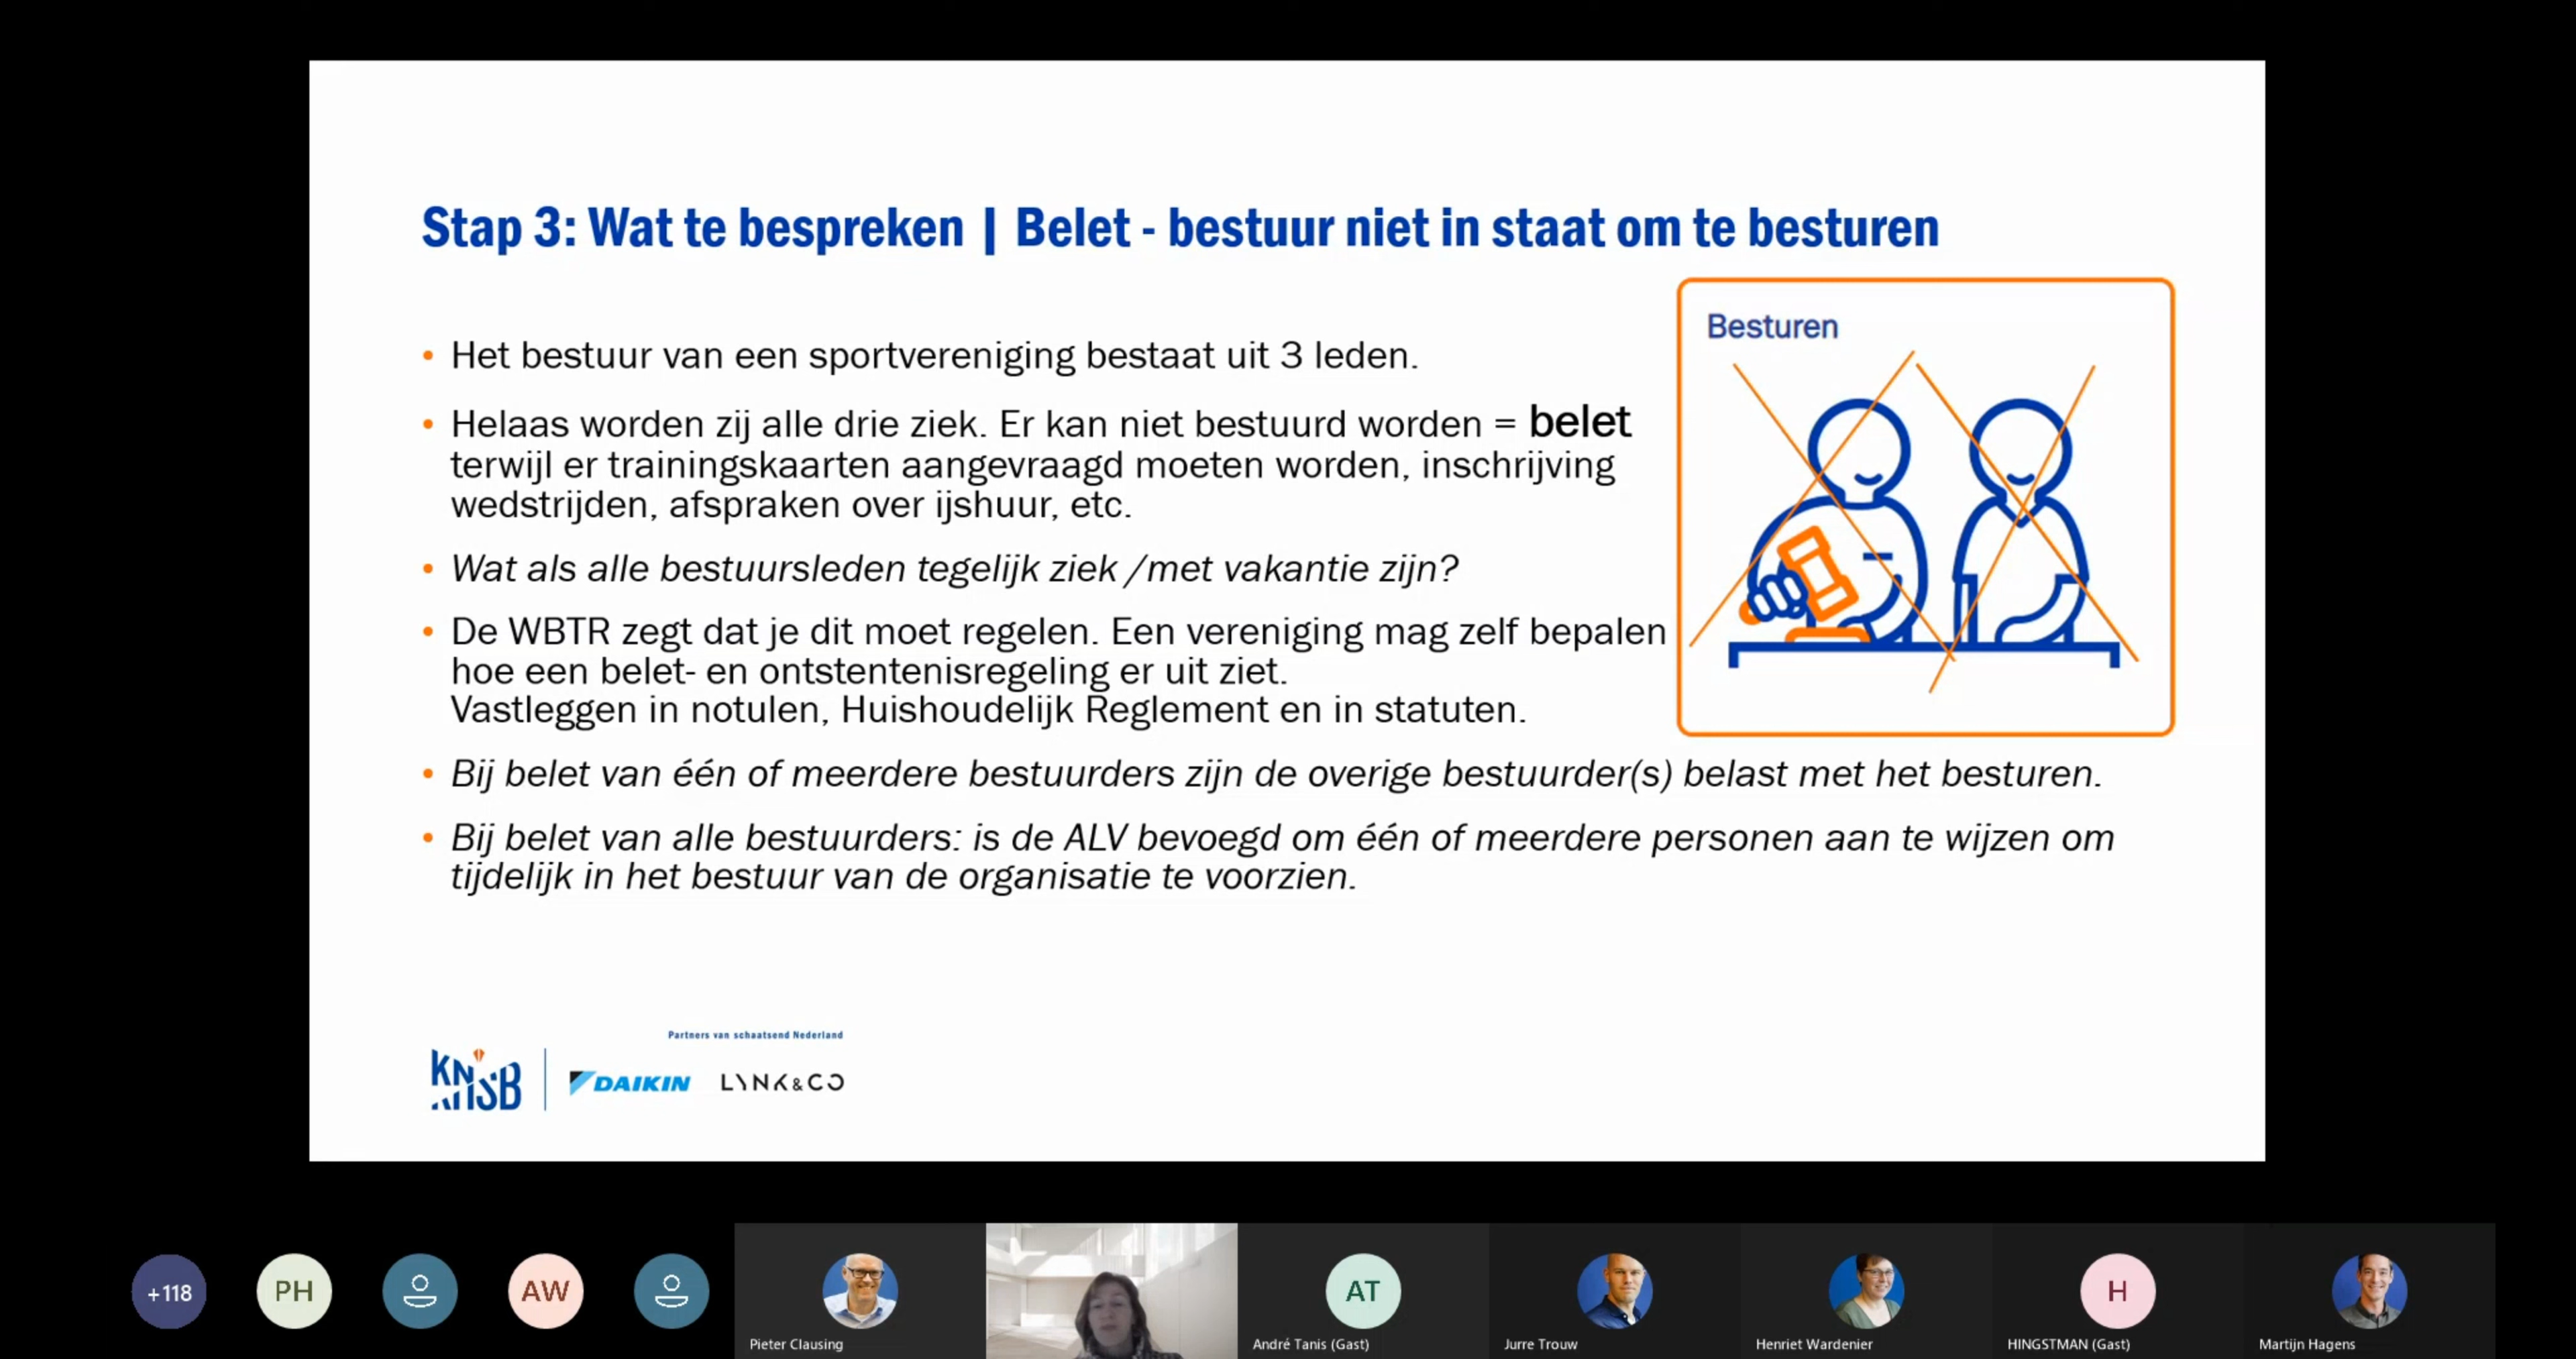 Stap 3: Wat te bespreken | Belet - bestuur niet in staat om te besturen
Besturen
• Het bestuur van een sportvereniging bestaat uit 3 leden.
• Helaas worden zij alle drie ziek. Er kan niet bestuurd worden = belet
terwijl er trainingskaarten aangevraagd moeten worden, inschrijving
wedstrijden, afspraken over ijshuur, etc.
• Wat als alle bestuursleden tegelijk ziek /met vakantie zijn?
• De WBTR zegt dat je dit moet regelen. Een vereniging mag zelf bepalen
hoe een belet- en ontstentenisregeling er uit ziet.
Vastleggen in notulen, Huishoudelijk Reglement en in statuten.
• Bij belet van één of meerdere bestuurders zijn de overige bestuurder(s) belast met het besturen.
• Bij belet van alle bestuurders: is de ALV bevoegd om één of meerdere personen aan te wijzen om
tijdelijk in het bestuur van de organisatie te voorzien.
Partners van schaatsend Nederland
KNSB
DAIKIN
LYNK&CO
+118
PH
AW
AT
H
Pieter Clausing
André Tanis (Gast)
Jurre Trouw
Henriet Wardenier
HINGSTMAN (Gast)
Martijn Hagens